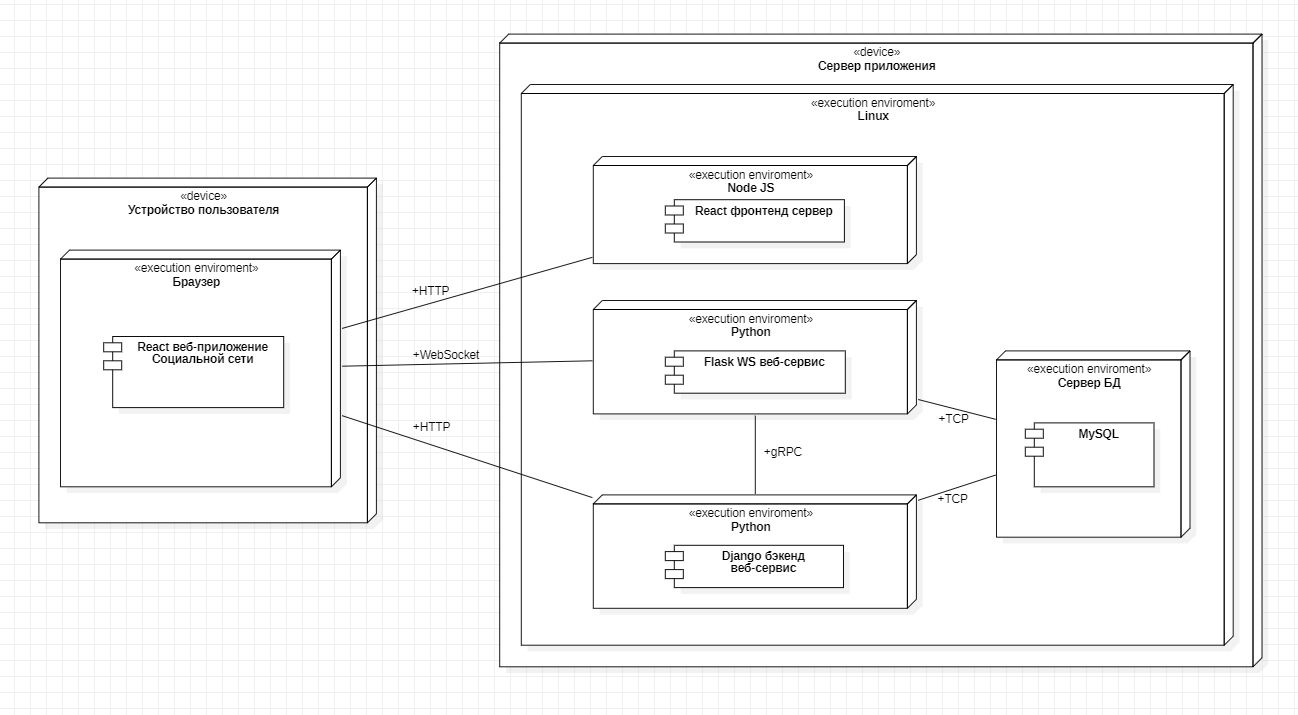 «device»
Сервер приложения
«execution enviroment»
Linux
«execution enviroment»
Node JS
React фронтенд сервер
«device»
Устройство пользователя
«execution enviroment»
Браузер
React веб-приложение
Социальной сети
+HTTP
+WebSocket
+HTTP
«execution enviroment»
Python
Flask WS веб-сервис
«execution enviroment»
Сервер БД
MySQL
+TCP
+gRPC
+TCP
«execution enviroment»
Python
Django бэкенд
веб-сервис